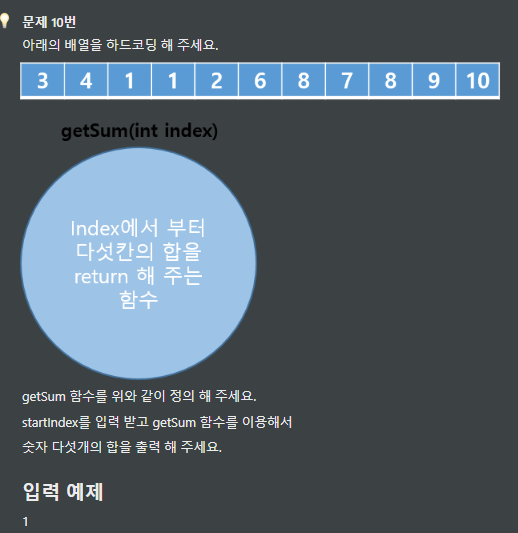 문제 10번
아래의 배열을 하드코딩 해 주세요.
3 4 1 1 2 6 8 7 8 9 10
getSum(int index)
Index에서 부터
다섯칸의 합을
return 해 주는
함수
getSum 함수를 위와 같이 정의 해 주세요.
startIndex를 입력 받고 getSum 함수를 이용해서
숫자 다섯개의 합을 출력 해 주세요.
입력 예제
1